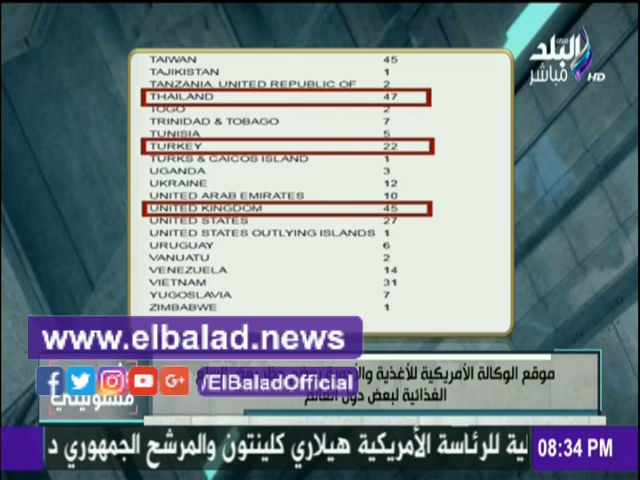 صدى
البلد
مباشر HD
TAIWAN 45
TAJIKISTAN 1
TANZANIA, UNITED REPUBLIC OF 2
THAILAND 47
TOGO 2
TRINIDAD & TOBAGO 7
TUNISIA 5
TURKEY 22
TURKS & CAICOS ISLAND 1
UGANDA 3
UKRAINE 12
UNITED ARAB EMIRATES 10
UNITED KINGDOM 45
UNITED STATES 27
UNITED STATES OUTLYING ISLANDS 1
URUGUAY 6
VANUATU 2
VENEZUELA 14
VIETNAM 31
YUGOSLAVIA 7
ZIMBABWE 1
www.elbalad.news
موقع الوكالة الأمريكية للأغذية
الغذائية لبعض دول العالم
f G+ /ElBaladOfficial
مسئوليتي
لية للرئاسة الأمريكية هيلاري كلينتون والمرشح الجمهوري د
08:34 PM